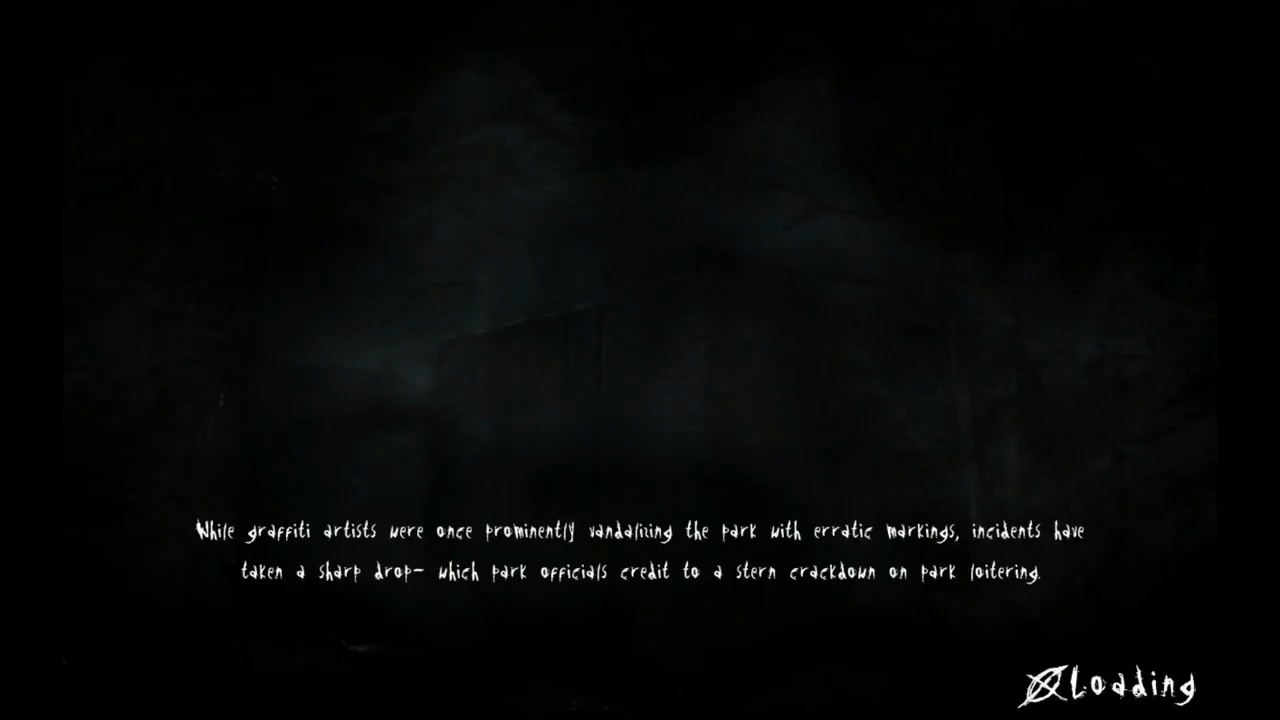 While graffiti artists were once prominently vandalizing the park with erratic markings, incidents have
taken a sharp drop- which park officials credit to a stern crackdown on park loitering.
Loading